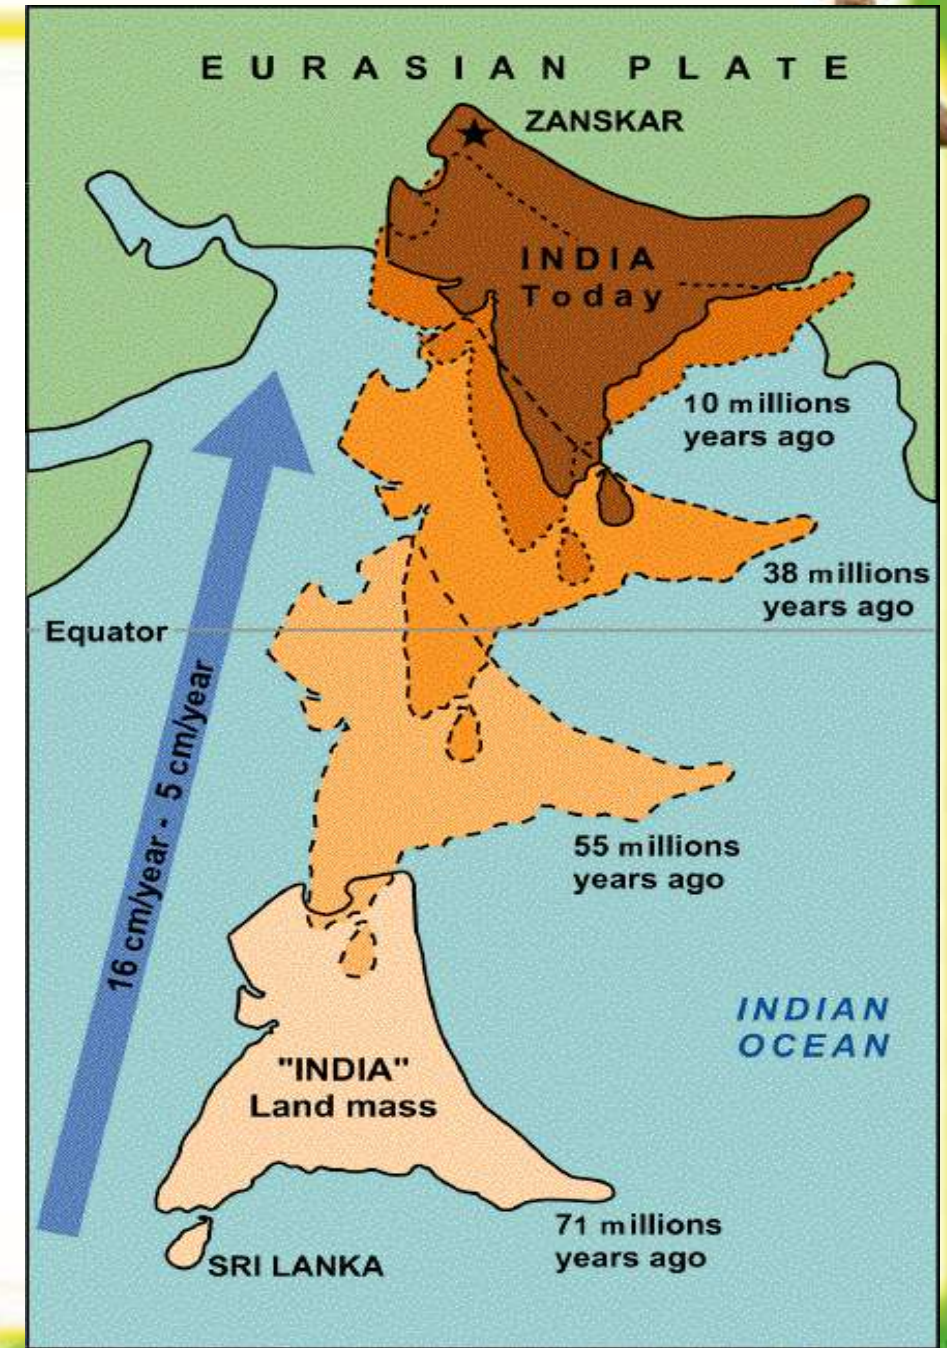 EURASIAN PLATE
ZANSKAR
INDIA
Today
10 millions
years ago
38 millions
years ago
Equator
16 cm/year - 5 cm/year
55 millions
years ago
INDIAN
OCEAN
"INDIA"
Land mass
71 millions
years ago
SRI LANKA